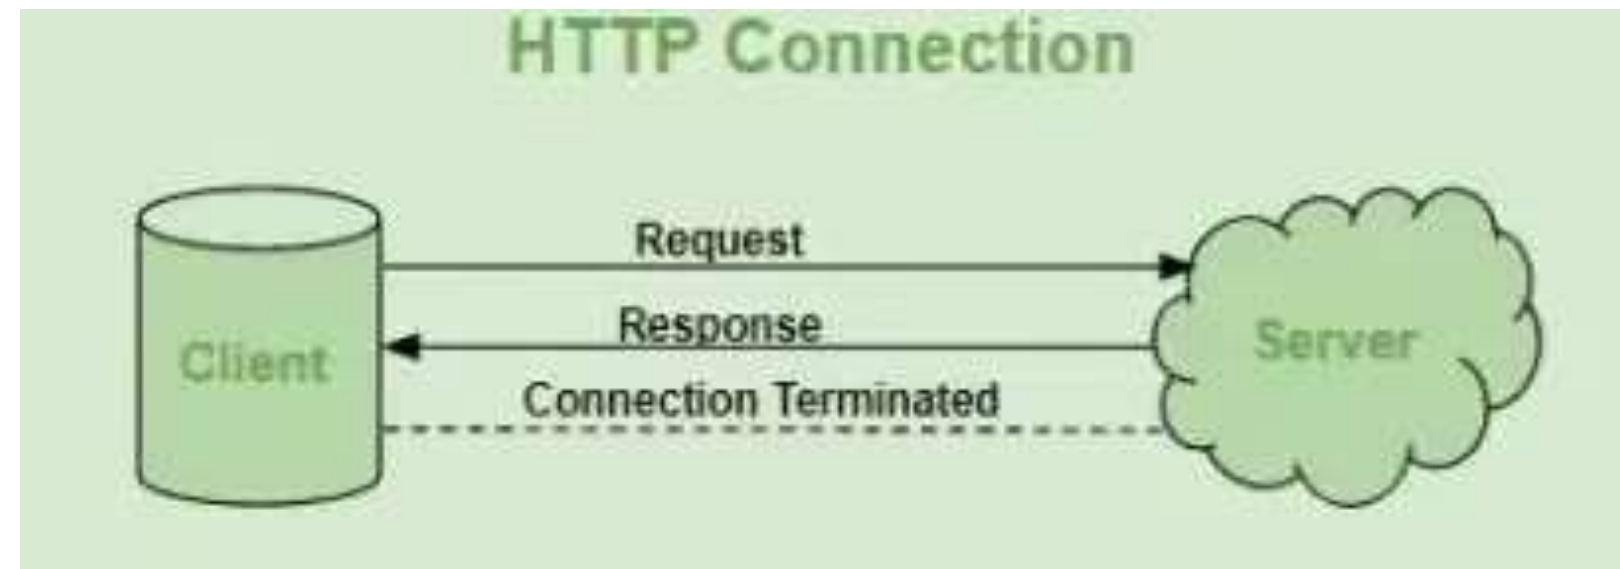 HTTP Connection
Request
Response
Client
Server
Connection Terminated